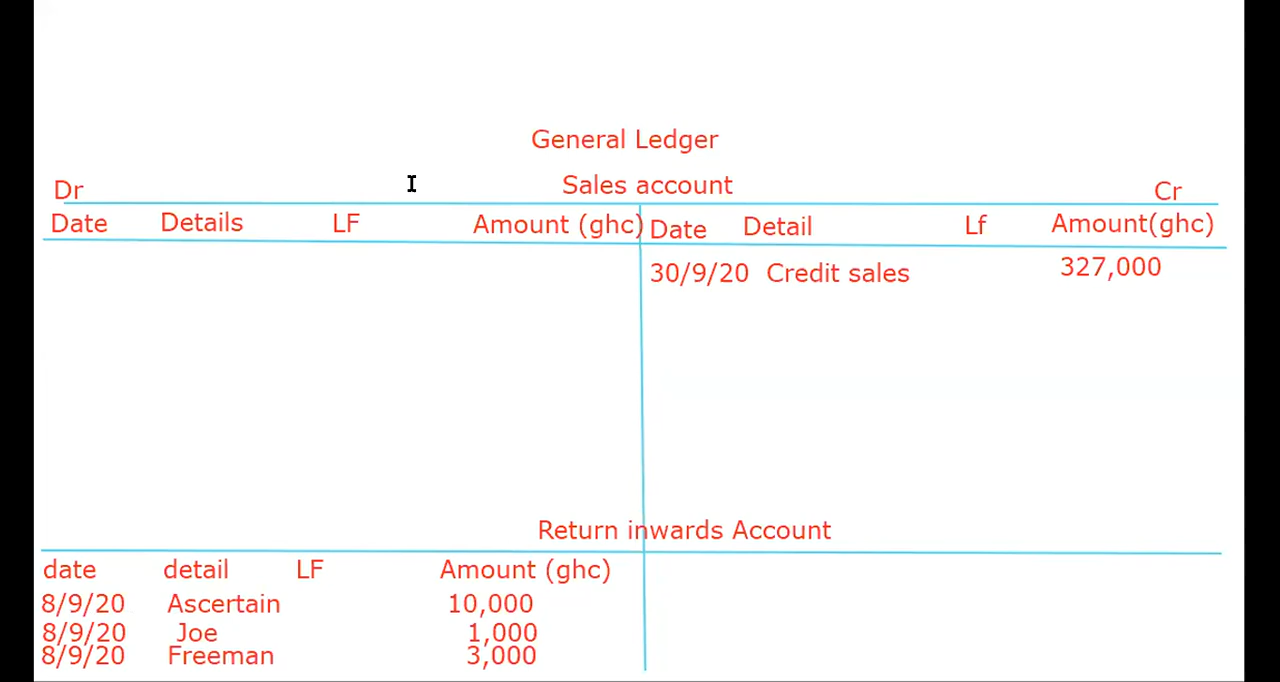 General Ledger
Dr Sales account Cr
Date Details LF Amount (ghc) Date Detail Lf Amount(ghc)
30/9/20 Credit sales 327,000
Return inwards Account
date detail LF Amount (ghc)
8/9/20 Ascertain 10,000
8/9/20 Joe 1,000
8/9/20 Freeman 3,000